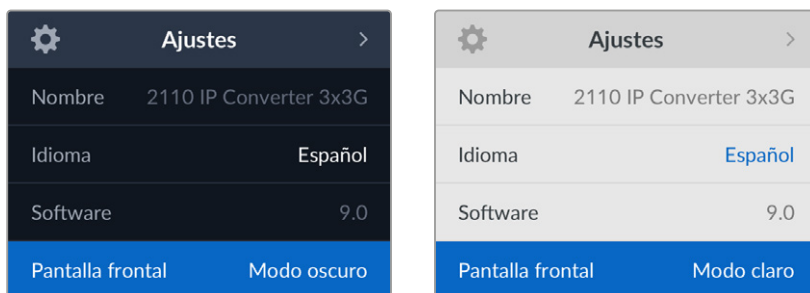 Ajustes
Nombre 2110 IP Converter 3x3G
Idioma Español
Software 9.0
Pantalla frontal Modo oscuro
Ajustes
Nombre 2110 IP Converter 3x3G
Idioma Español
Software 9.0
Pantalla frontal Modo claro